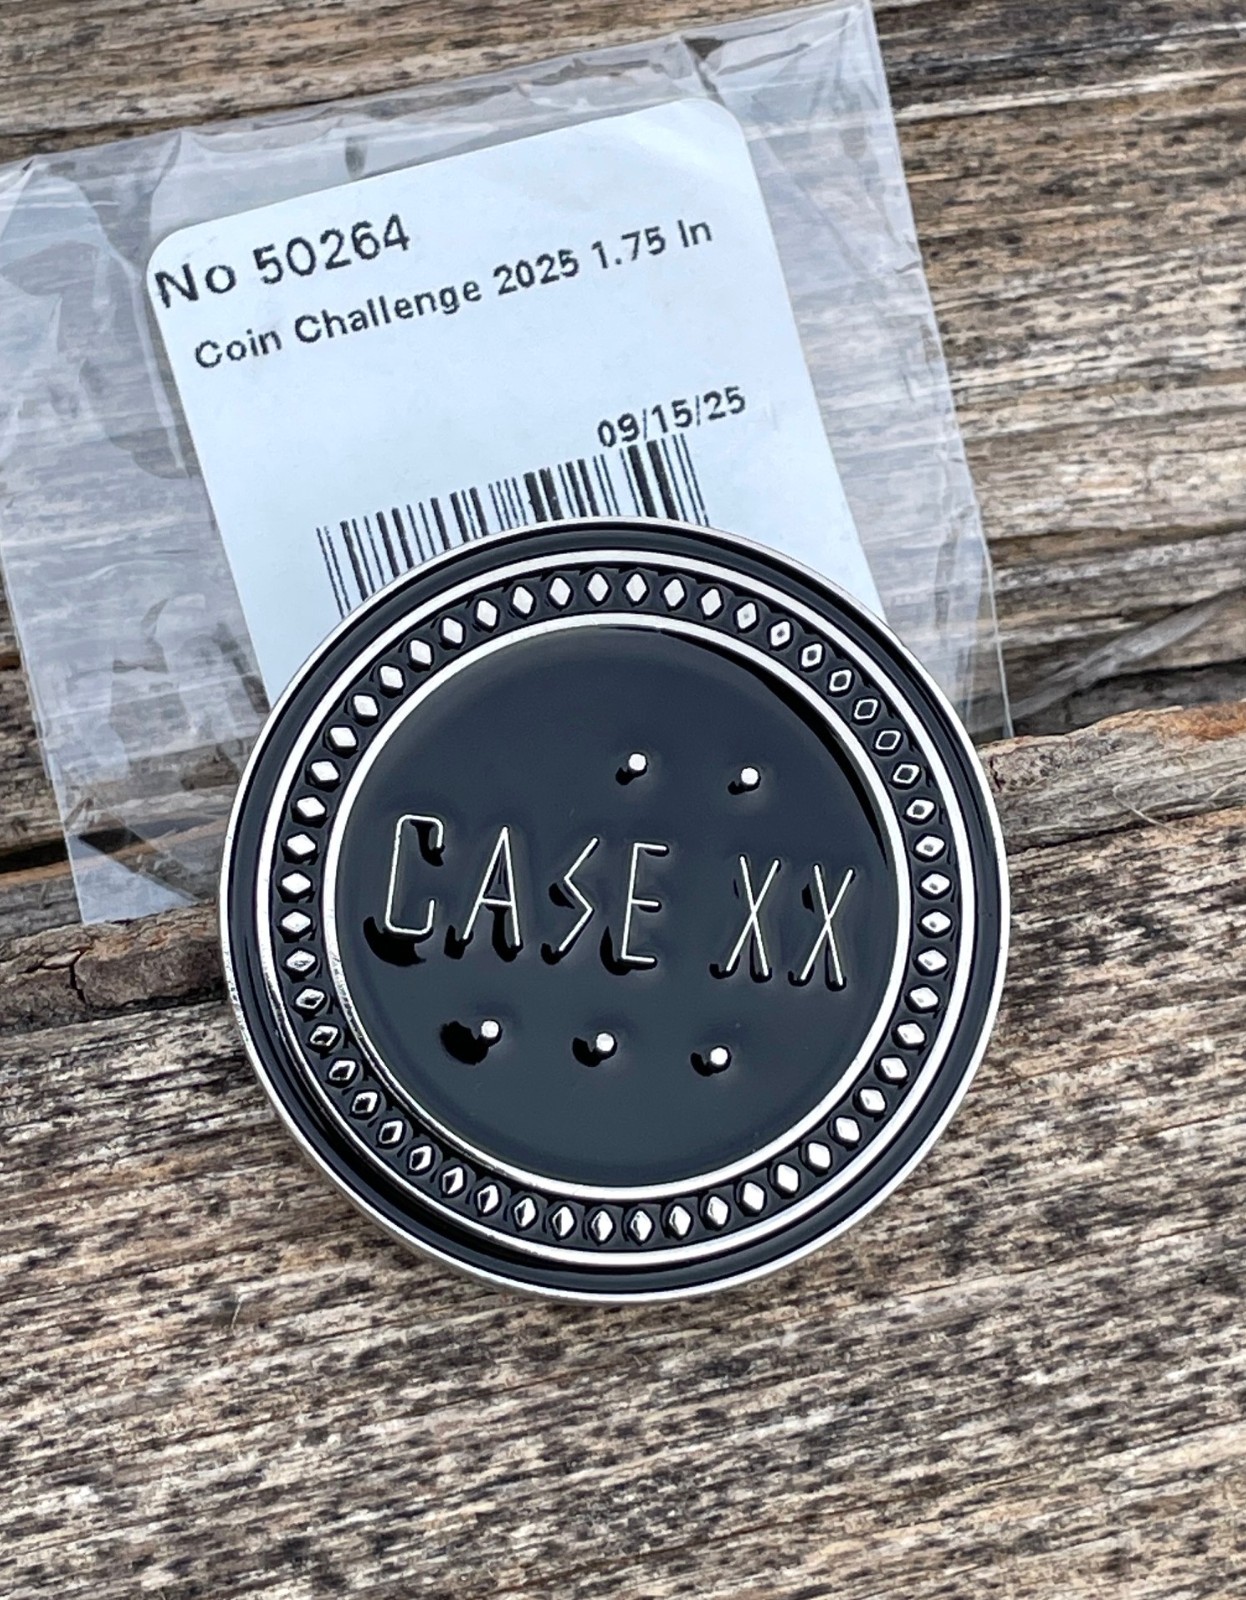 No 50264
Coin Challenge 2025 1.75 In
09/15/25
CASE XX